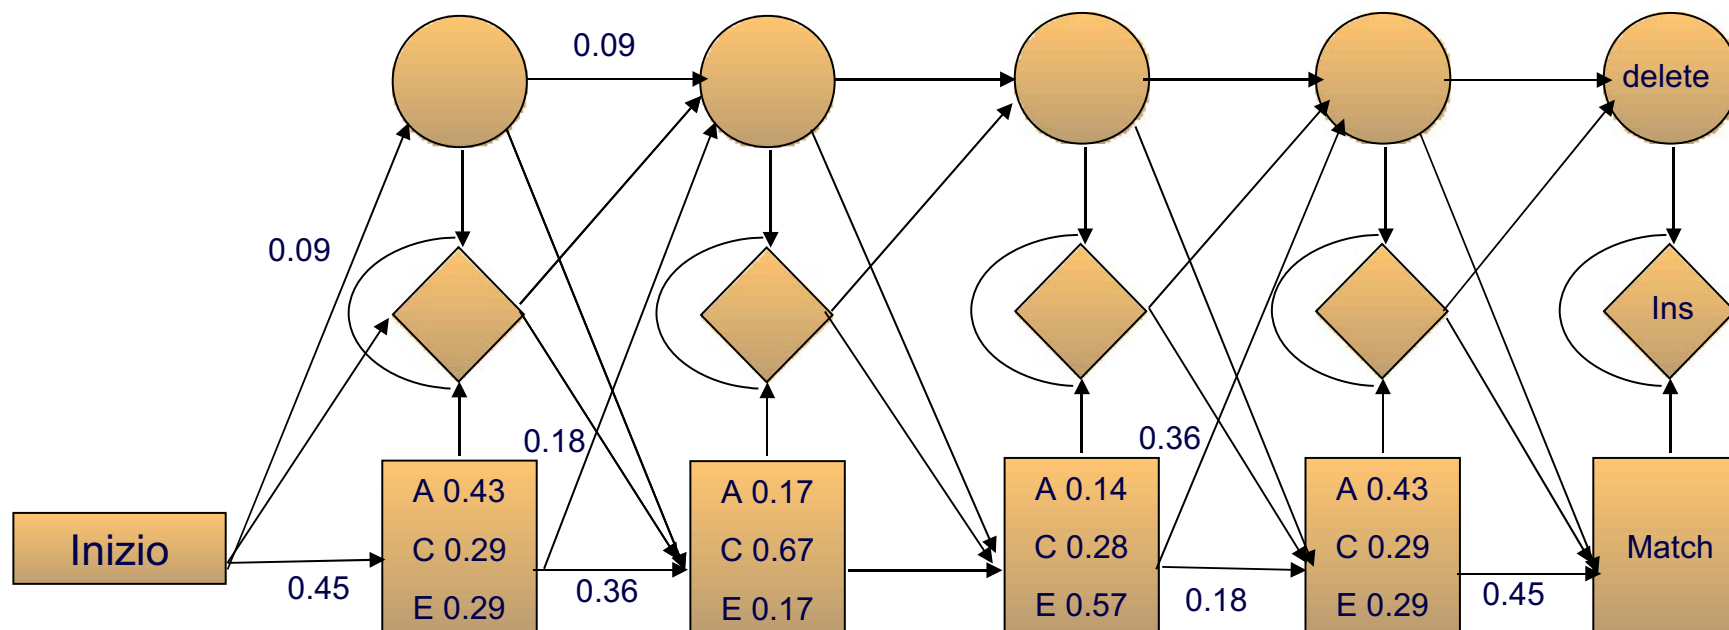 0.09
delete
0.09
Ins
0.18
0.36
Inizio
0.45
A 0.43
C 0.29
E 0.29
0.36
A 0.17
C 0.67
E 0.17
A 0.14
C 0.28
E 0.57
0.18
A 0.43
C 0.29
E 0.29
0.45
Match